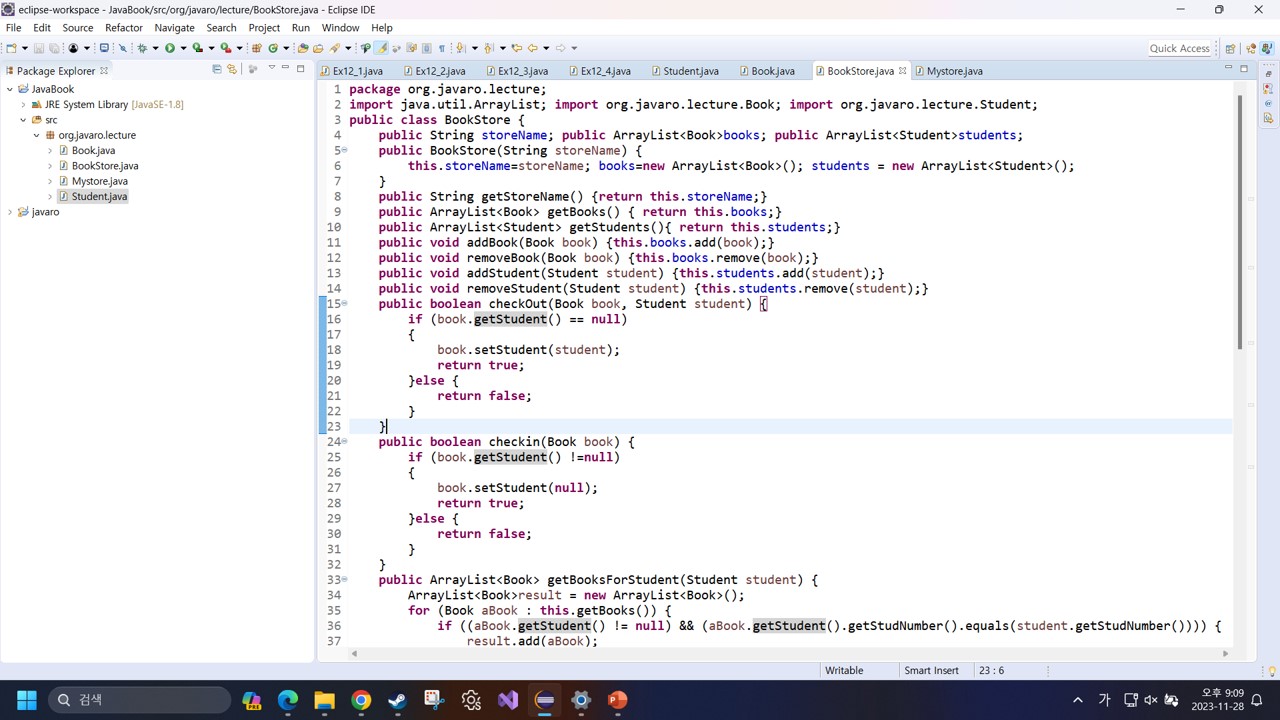 eclipse-workspace - JavaBook/src/org/javaro/lecture/BookStore.java - Eclipse IDE
File Edit Source Refactor Navigate Search Project Run Window Help
Quick Access
Package Explorer
JavaBook
JRE System Library [JavaSE-1.8]
src
org.javaro.lecture
Book.java
BookStore.java
Mystore.java
Student.java
javaro
Ex12_1.java Ex12_2.java Ex12_3.java Ex12_4.java Student.java Book.java BookStore.java Mystore.java
1 package org.javaro.lecture;
2 import java.util.ArrayList; import org.javaro.lecture.Book; import org.javaro.lecture.Student;
3 public class BookStore {
4 public String storeName; public ArrayList<Book>books; public ArrayList<Student>students;
5 public BookStore(String storeName) {
6 this.storeName=storeName; books=new ArrayList<Book>(); students = new ArrayList<Student>();
7 }
8 public String getStoreName() {return this.storeName;}
9 public ArrayList<Book> getBooks() { return this.books;}
10 public ArrayList<Student> getStudents(){ return this.students;}
11 public void addBook(Book book) {this.books.add(book);}
12 public void removeBook(Book book) {this.books.remove(book);}
13 public void addStudent(Student student) {this.students.add(student);}
14 public void removeStudent(Student student) {this.students.remove(student);}
15 public boolean checkOut(Book book, Student student) {
16 if (book.getStudent() == null)
17 {
18 book.setStudent(student);
19 return true;
20 }else {
21 return false;
22 }
23 }
24 public boolean checkin(Book book) {
25 if (book.getStudent() !=null)
26 {
27 book.setStudent(null);
28 return true;
29 }else {
30 return false;
31 }
32 }
33 public ArrayList<Book> getBooksForStudent(Student student) {
34 ArrayList<Book>result = new ArrayList<Book>();
35 for (Book aBook : this.getBooks()) {
36 if ((aBook.getStudent() != null) && (aBook.getStudent().getStudNumber().equals(student.getStudNumber()))) {
37 result.add(aBook);
Writable Smart Insert 23 : 6
검색
PRE
가
오후 9:09
2023-11-28